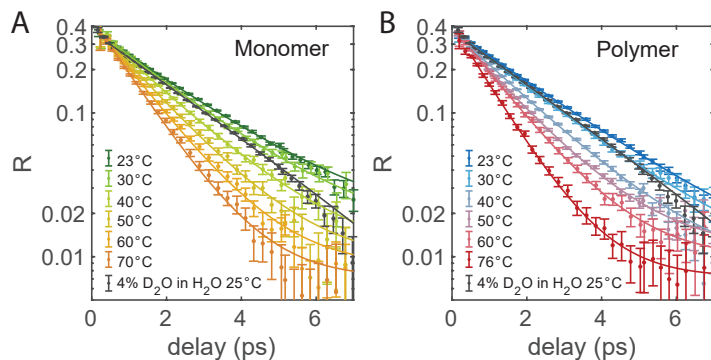 A
Monomer
R
0.4
0.3
0.2
0.1
0.02
0.01
23°C
30°C
40°C
50°C
60°C
70°C
4% D₂O in H₂O 25°C
0
2
4
6
delay (ps)
B
Polymer
R
0.4
0.3
0.2
0.1
0.02
0.01
23°C
30°C
40°C
50°C
60°C
76°C
4% D₂O in H₂O 25°C
0
2
4
6
delay (ps)